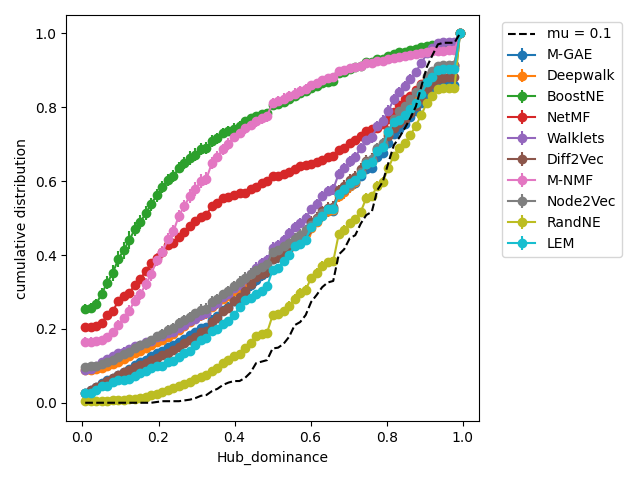 1.0
0.8
0.6
0.4
0.2
0.0
cumulative distribution
0.0 0.2 0.4 0.6 0.8 1.0
Hub_dominance
mu = 0.1
M-GAE
Deepwalk
BoostNE
NetMF
Walklets
Diff2Vec
M-NMF
Node2Vec
RandNE
LEM